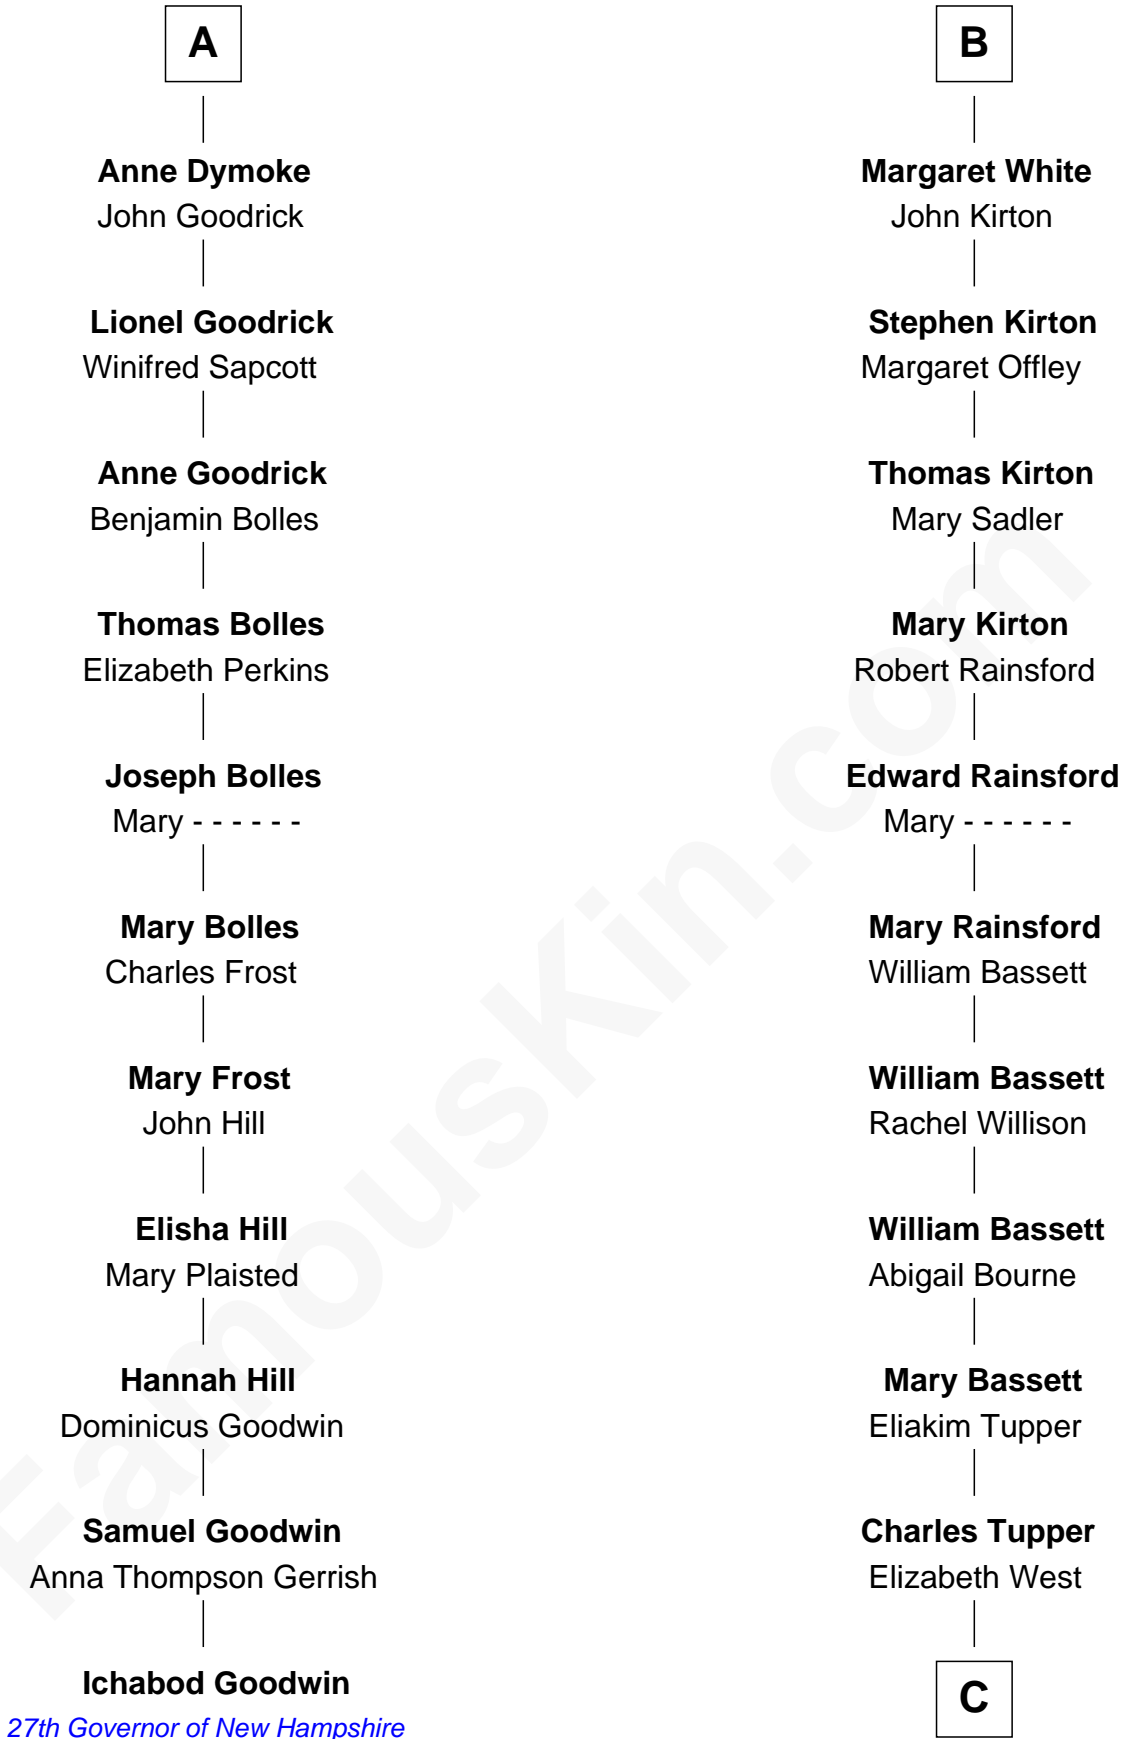 A
Anne Dymoke
John Goodrick
Lionel Goodrick
Winifred Sapcott
Anne Goodrick
Benjamin Bolles
Thomas Bolles
Elizabeth Perkins
Joseph Bolles
Mary - - - - - -
Mary Bolles
Charles Frost
Mary Frost
John Hill
Elisha Hill
Mary Plaisted
Hannah Hill
Dominicus Goodwin
Samuel Goodwin
Anna Thompson Gerrish
Ichabod Goodwin
27th Governor of New Hampshire
B
Margaret White
John Kirton
Stephen Kirton
Margaret Offley
Thomas Kirton
Mary Sadler
Mary Kirton
Robert Rainsford
Edward Rainsford
Mary - - - - - -
Mary Rainsford
William Bassett
William Bassett
Rachel Willison
William Bassett
Abigail Bourne
Mary Bassett
Eliakim Tupper
Charles Tupper
Elizabeth West
C
FamousKin.com